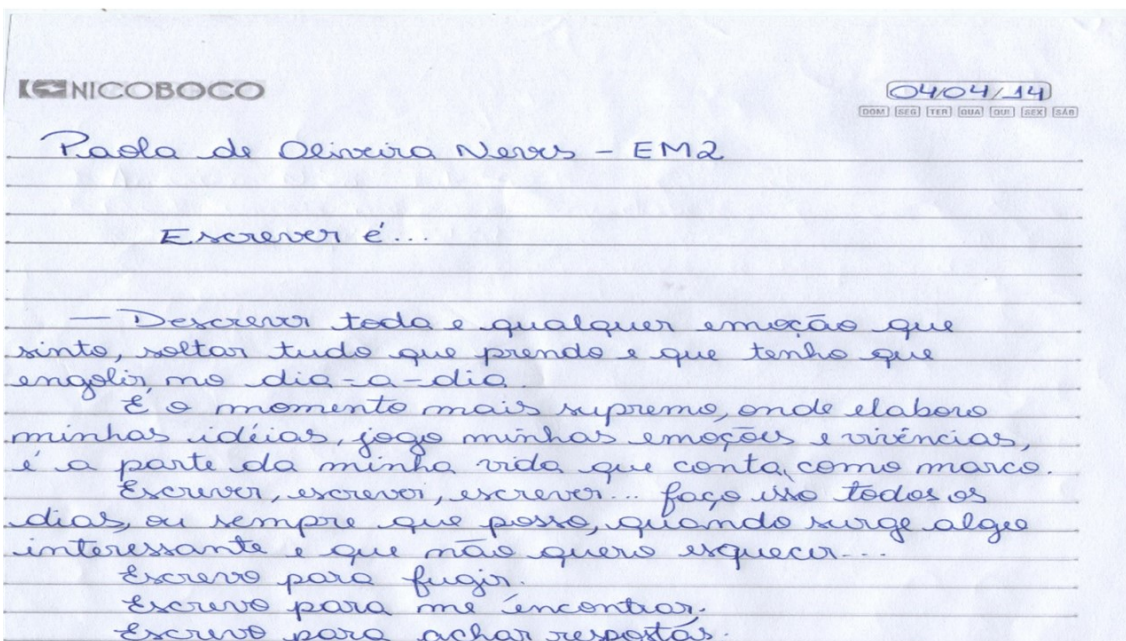 NICOBOCO
04/04/14
DOM SEG TER QUA QUI SEX SÁB
Paola de Oliveira Neves - EM2
Escrever é...
— Descrever toda e qualquer emoção que
sinto, soltar tudo que prendo e que tenho que
engolir, no dia-a-dia.
É o momento mais supremo, onde elaboro
minhas idéias, jogo minhas emoções e vivências,
é a parte da minha vida que conta, como marco.
Escrever, escrever, escrever... faço isso todos os
dias, ou sempre que posso, quando surge algo
interessante e que não quero esquecer...
Escrevo para fugir.
Escrevo para me encontrar.
Escrevo para achar respostas.